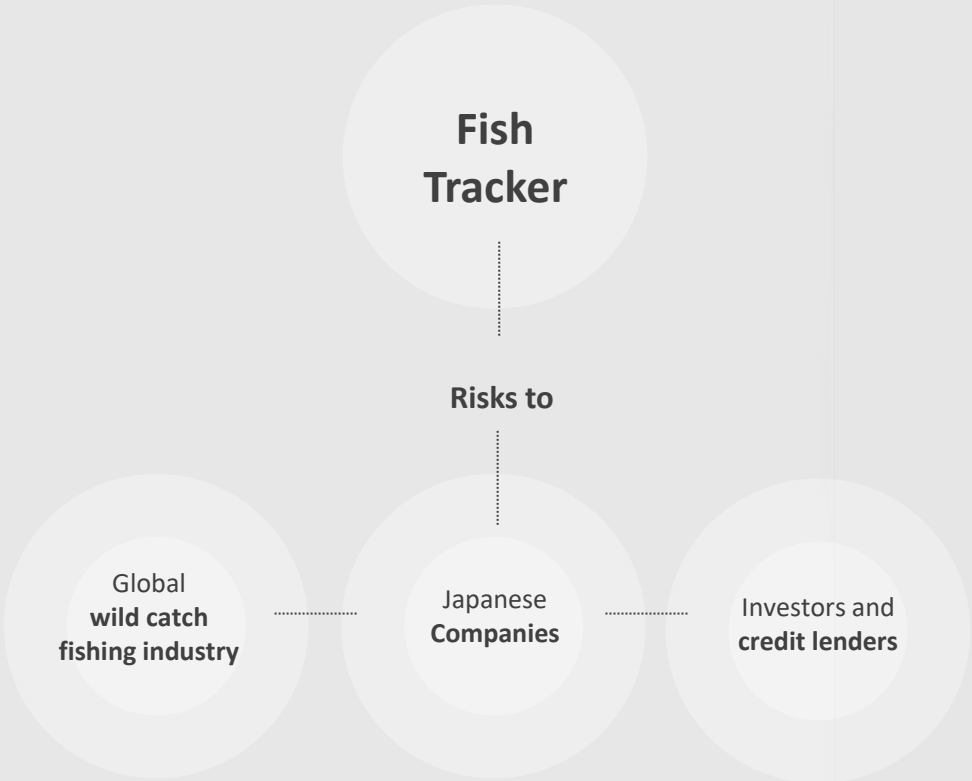 Fish
Tracker
Risks to
Global
wild catch
fishing industry
Japanese
Companies
Investors and
credit lenders